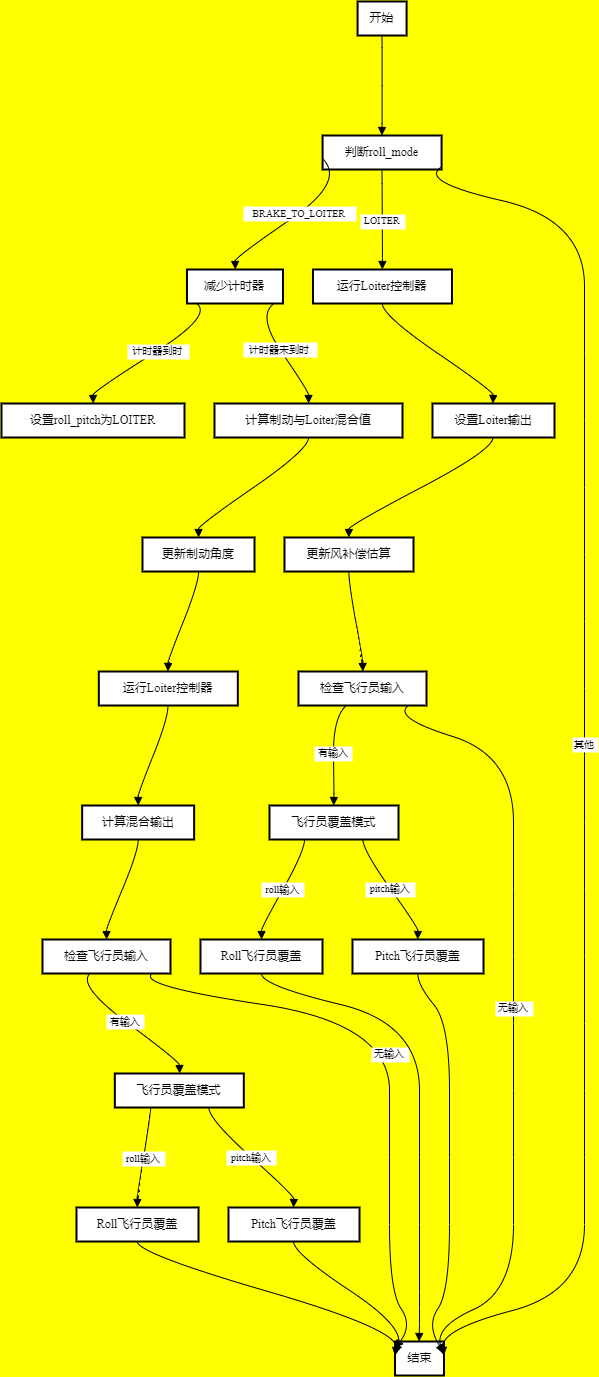 开始
判断roll_mode
BRAKE_TO_LOITER
LOITER
减少计时器
运行Loiter控制器
计时器到时
计时器未到时
设置roll_pitch为LOITER
计算制动与Loiter混合值
设置Loiter输出
更新制动角度
更新风补偿估算
运行Loiter控制器
检查飞行员输入
其他
有输入
计算混合输出
飞行员覆盖模式
roll输入
pitch输入
检查飞行员输入
Roll飞行员覆盖
Pitch飞行员覆盖
无输入
有输入
无输入
飞行员覆盖模式
roll输入
pitch输入
Roll飞行员覆盖
Pitch飞行员覆盖
结束